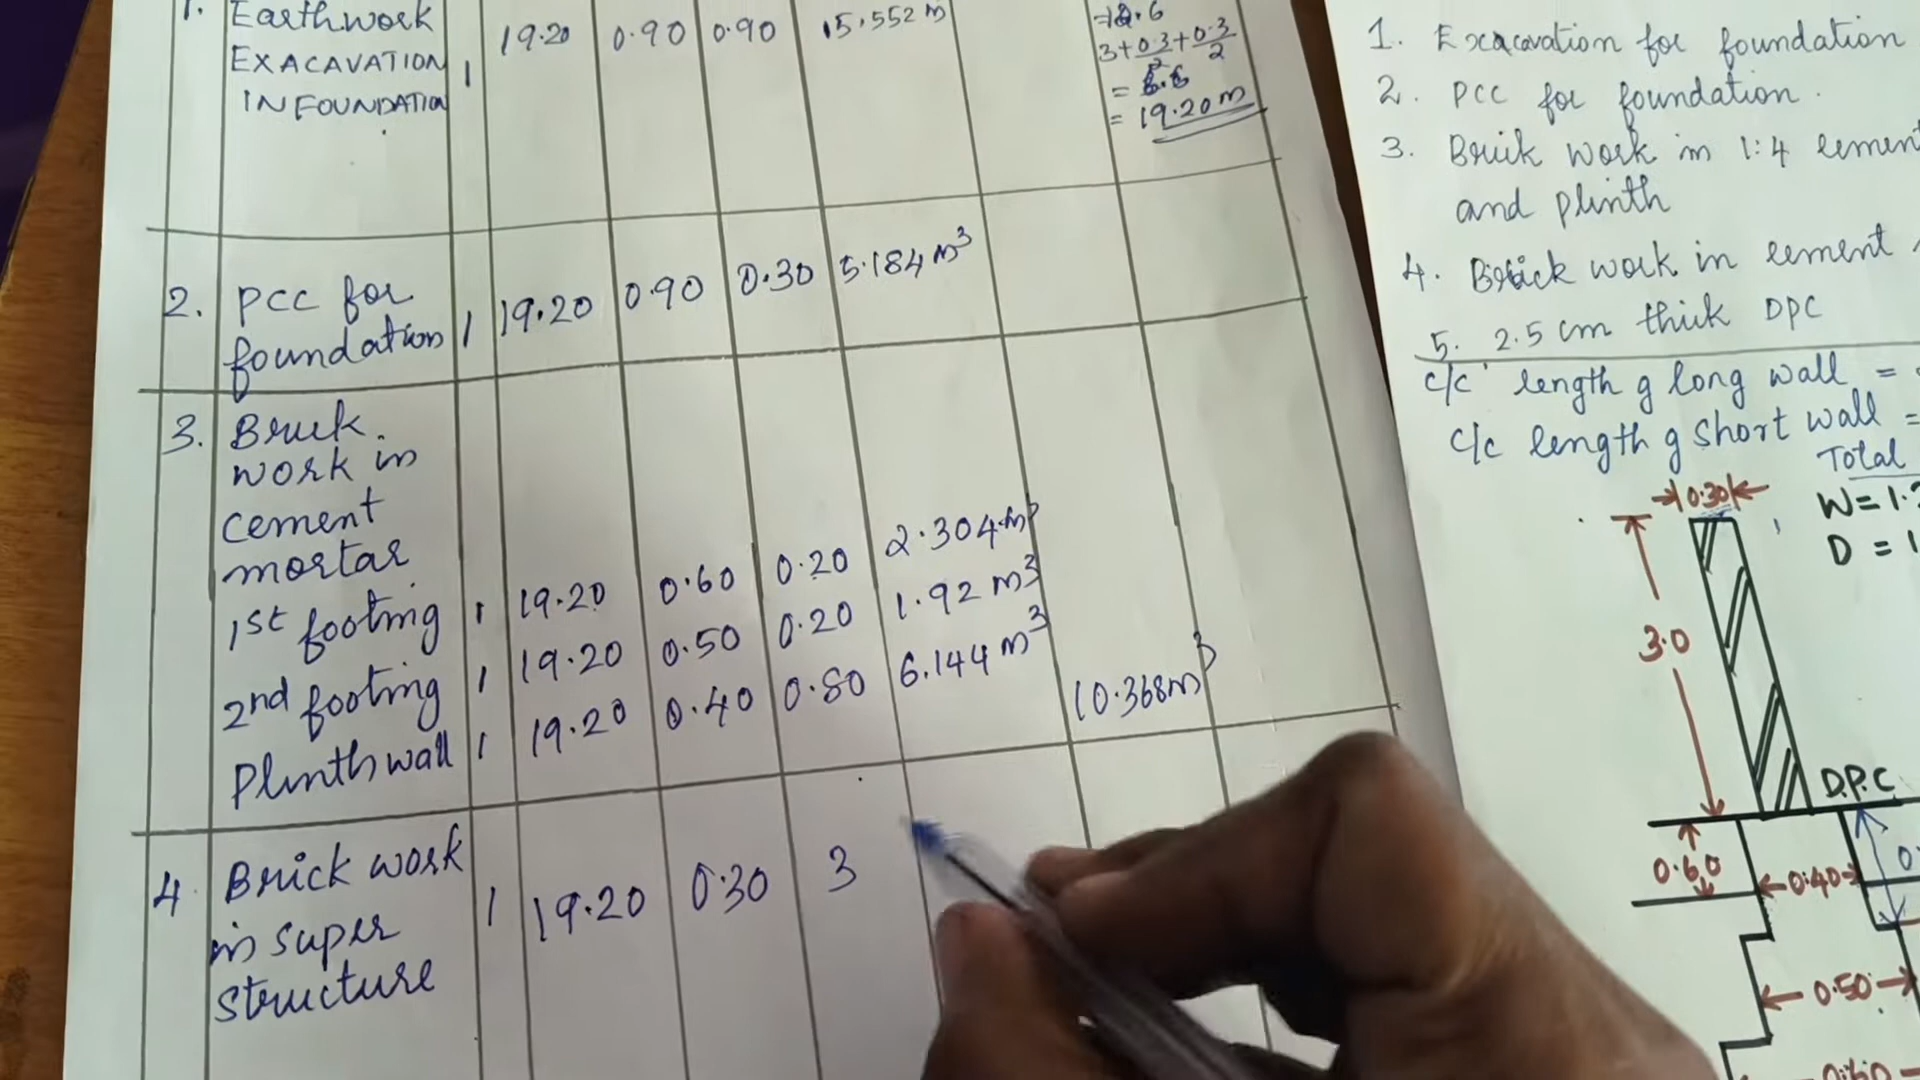 1. Earthwork 19.20 0.90 0.90 15.552 m
EXACAVATION 1
IN FOUNDATION
3+0.3/2+0.3/2
= 19.20m
2. PCC for 1 19.20 0.90 0.30 5.184 m³
foundation
3. Brick
work in
cement
mortar
1st footing 1 19.20 0.60 0.20 2.304 m³
2nd footing 1 19.20 0.50 0.20 1.92 m³
Plinth wall 1 19.20 0.40 0.80 6.144 m³ 10.368m³
4 Brick work 1 19.20 0.30 3
in super
structure
1. Exacavation for foundation
2. PCC for foundation.
3. Brick work in 1:4 cement
and plinth
4. Brick work in cement
5. 2.5 cm thick DPC
c/c length of long wall =
c/c length of short wall =
Total
0.30
W=1.
D = 1
3.0
D.P.C
0.60
0.40
0.50